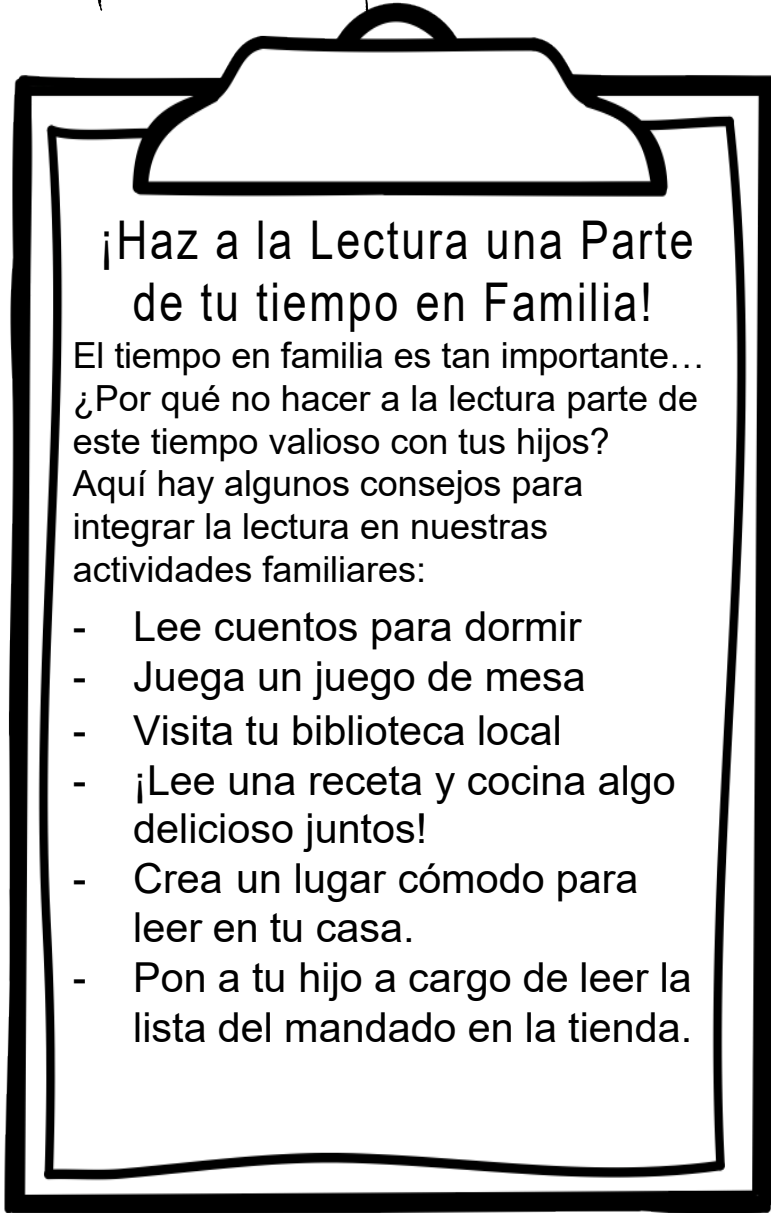 ¡Haz a la Lectura una Parte
de tu tiempo en Familia!
El tiempo en familia es tan importante…
¿Por qué no hacer a la lectura parte de
este tiempo valioso con tus hijos?
Aquí hay algunos consejos para
integrar la lectura en nuestras
actividades familiares:
- Lee cuentos para dormir
- Juega un juego de mesa
- Visita tu biblioteca local
- ¡Lee una receta y cocina algo
delicioso juntos!
- Crea un lugar cómodo para
leer en tu casa.
- Pon a tu hijo a cargo de leer la
lista del mandado en la tienda.